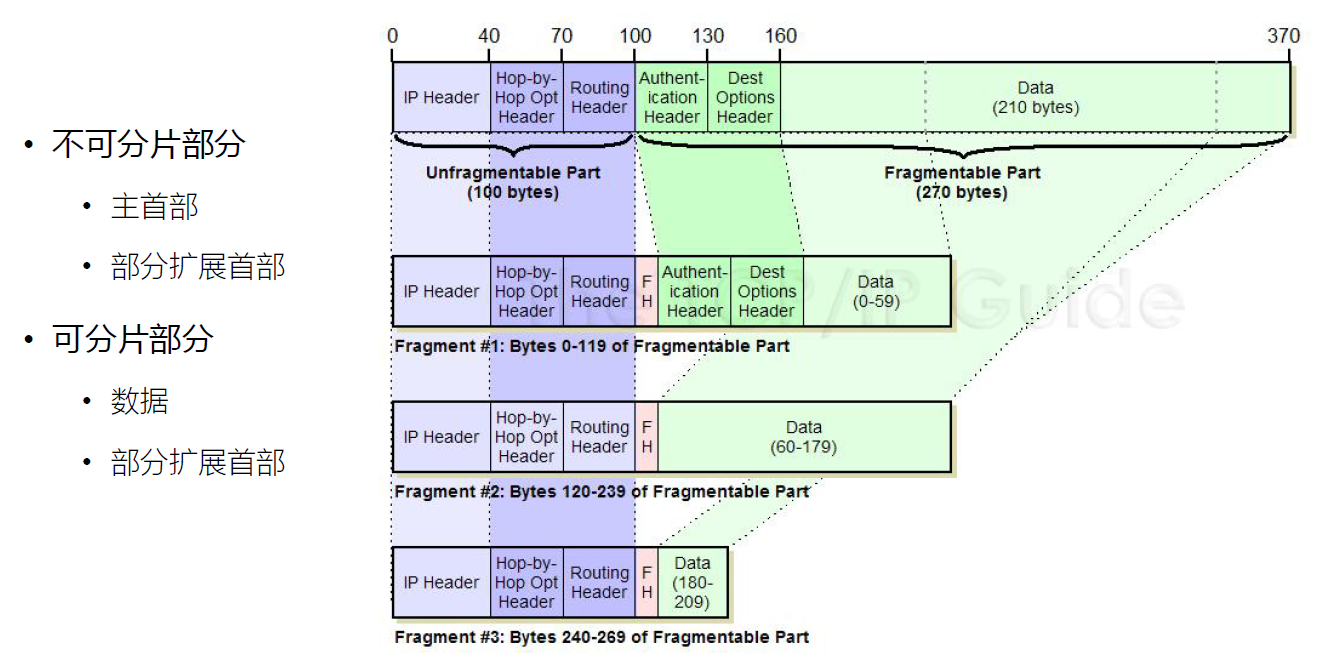 • 不可分片部分
• 主首部
• 部分扩展首部
• 可分片部分
• 数据
• 部分扩展首部
0 40 70 100 130 160 370
IP Header
Hop-by-
Hop Opt
Header
Routing
Header
Authent-
ication
Header
Dest
Options
Header
Data
(210 bytes)
Unfragmentable Part
(100 bytes)
Fragmentable Part
(270 bytes)
IP Header
Hop-by-
Hop Opt
Header
Routing
Header
F
H
Authent-
ication
Header
Dest
Options
Header
Data
(0-59)
Fragment #1: Bytes 0-119 of Fragmentable Part
IP Header
Hop-by-
Hop Opt
Header
Routing
Header
F
H
Data
(60-179)
Fragment #2: Bytes 120-239 of Fragmentable Part
IP Header
Hop-by-
Hop Opt
Header
Routing
Header
F
H
Data
(180-
209)
Fragment #3: Bytes 240-269 of Fragmentable Part
The TCP/IP Guide